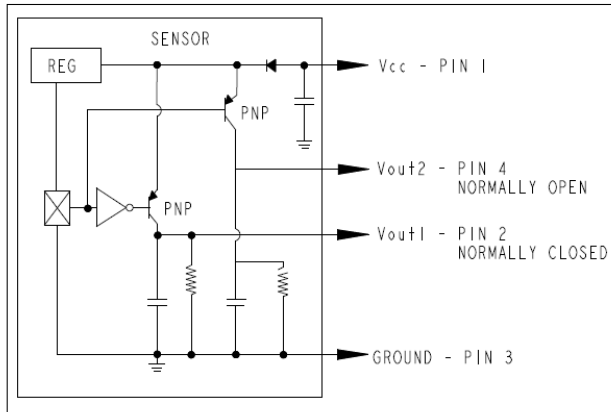 SENSOR
REG
Vcc - PIN 1
PNP
Vout2 - PIN 4
NORMALLY OPEN
PNP
Vout1 - PIN 2
NORMALLY CLOSED
GROUND - PIN 3